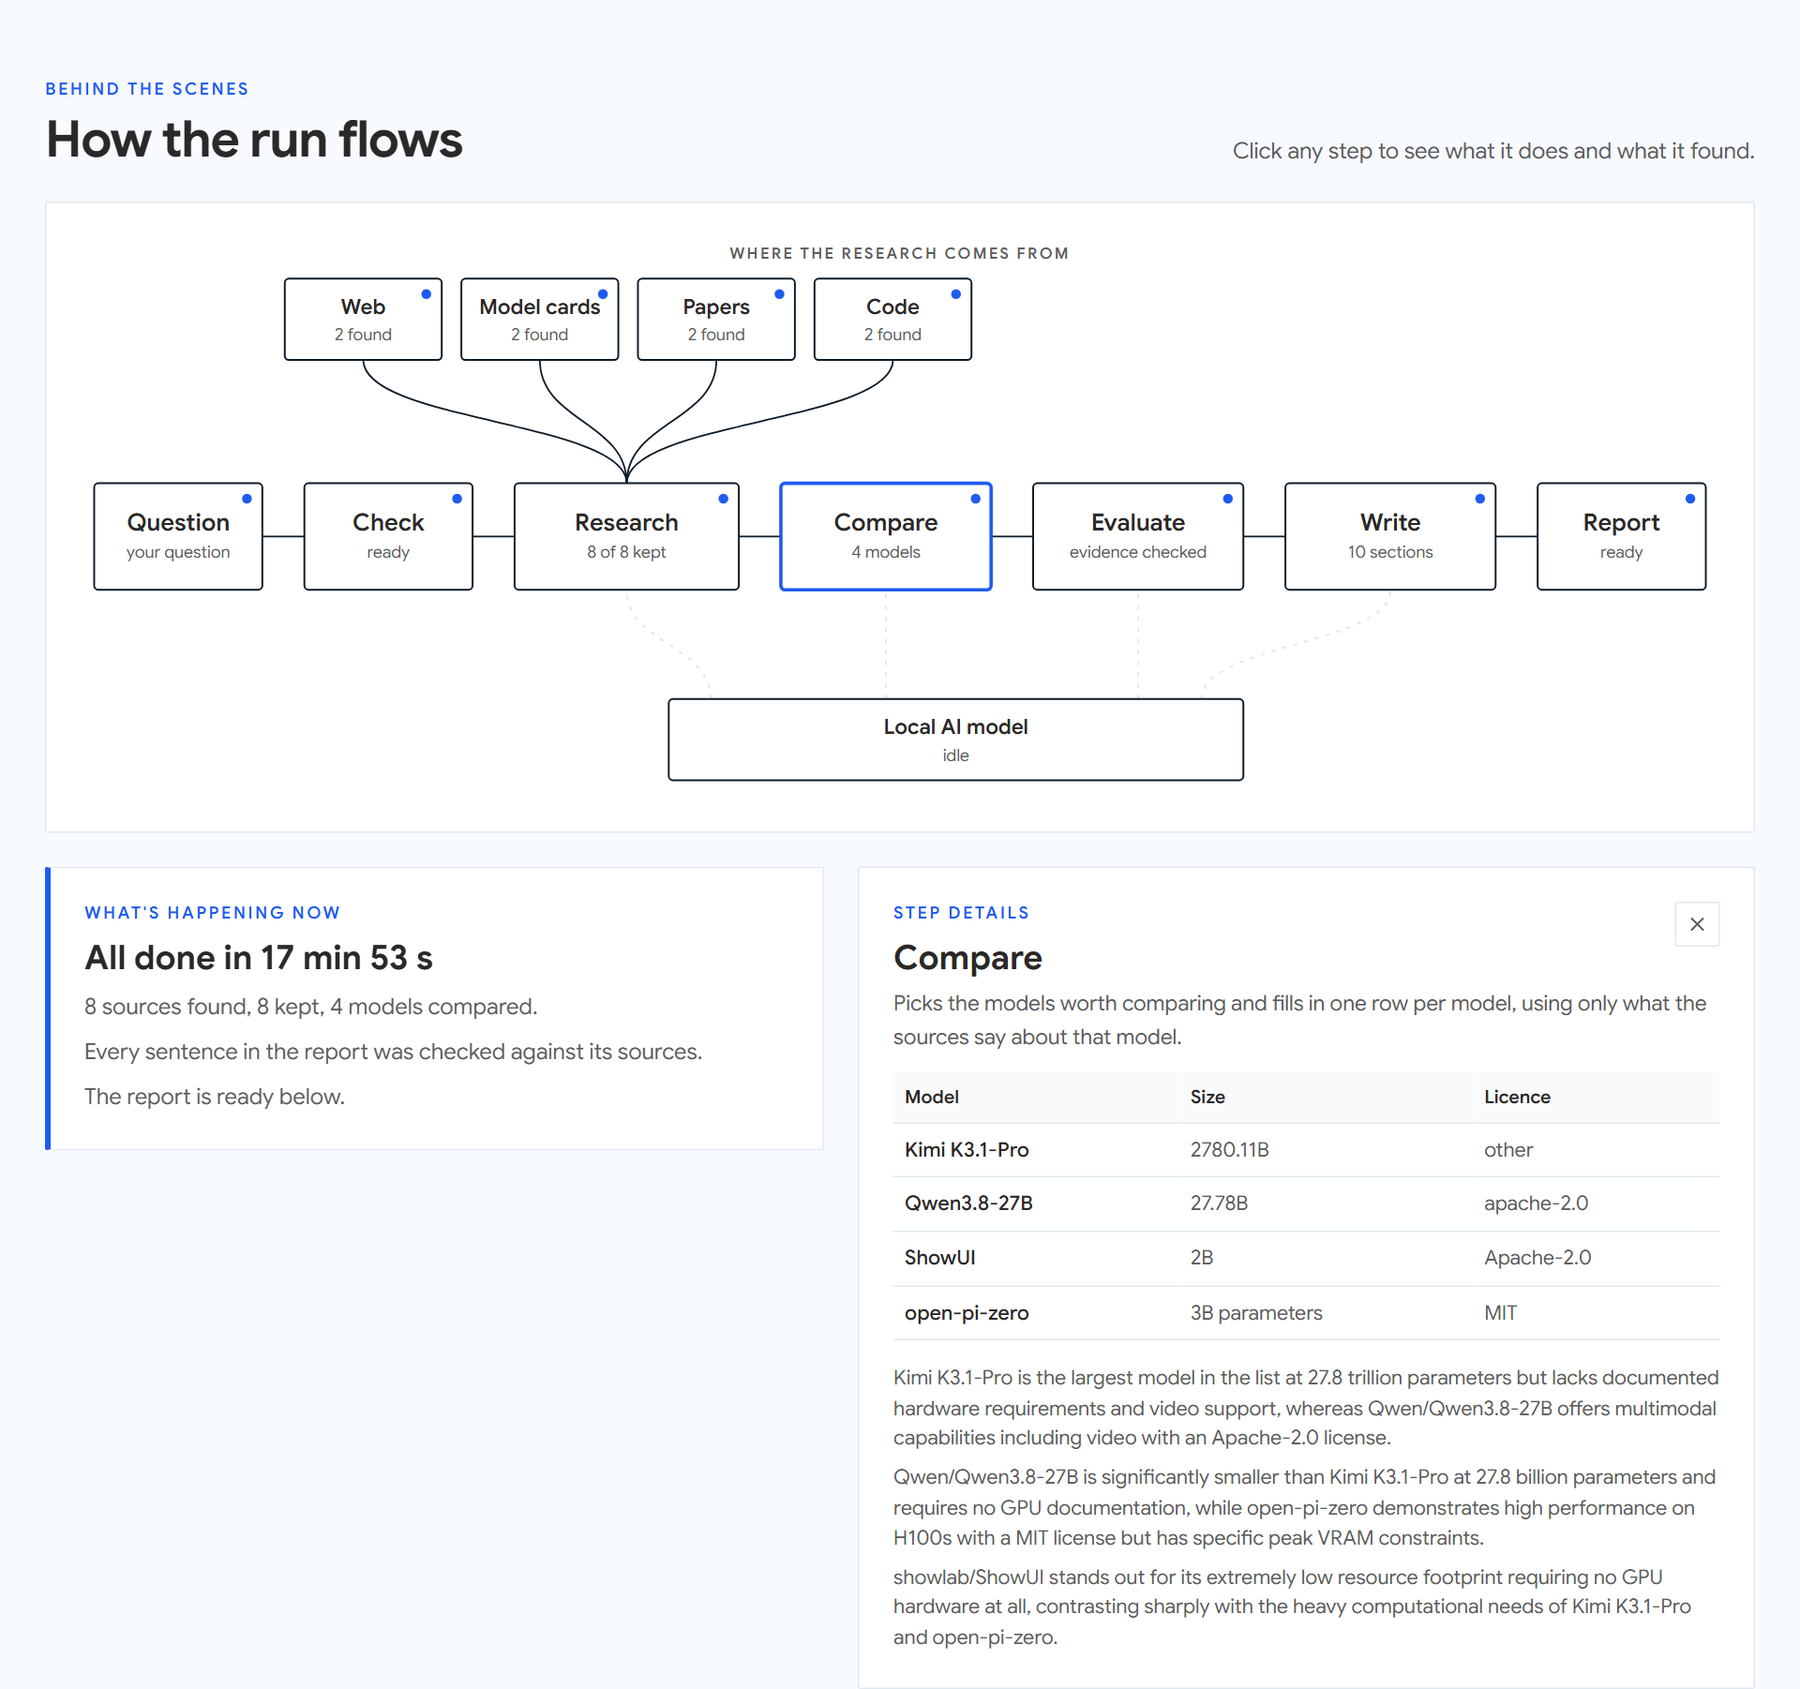 BEHIND THE SCENES
How the run flows
Click any step to see what it does and what it found.
WHERE THE RESEARCH COMES FROM
Web
2 found
Model cards
2 found
Papers
2 found
Code
2 found
Question
your question
Check
ready
Research
8 of 8 kept
Compare
4 models
Evaluate
evidence checked
Write
10 sections
Report
ready
Local AI model
idle
WHAT'S HAPPENING NOW
All done in 17 min 53 s
8 sources found, 8 kept, 4 models compared.
Every sentence in the report was checked against its sources.
The report is ready below.
STEP DETAILS
Compare
Picks the models worth comparing and fills in one row per model, using only what the
sources say about that model.
Model Size Licence
Kimi K3.1-Pro 2780.11B other
Qwen3.8-27B 27.78B apache-2.0
ShowUI 2B Apache-2.0
open-pi-zero 3B parameters MIT
Kimi K3.1-Pro is the largest model in the list at 27.8 trillion parameters but lacks documented
hardware requirements and video support, whereas Qwen/Qwen3.8-27B offers multimodal
capabilities including video with an Apache-2.0 license.
Qwen/Qwen3.8-27B is significantly smaller than Kimi K3.1-Pro at 27.8 billion parameters and
requires no GPU documentation, while open-pi-zero demonstrates high performance on
H100s with a MIT license but has specific peak VRAM constraints.
showlab/ShowUI stands out for its extremely low resource footprint requiring no GPU
hardware at all, contrasting sharply with the heavy computational needs of Kimi K3.1-Pro
and open-pi-zero.